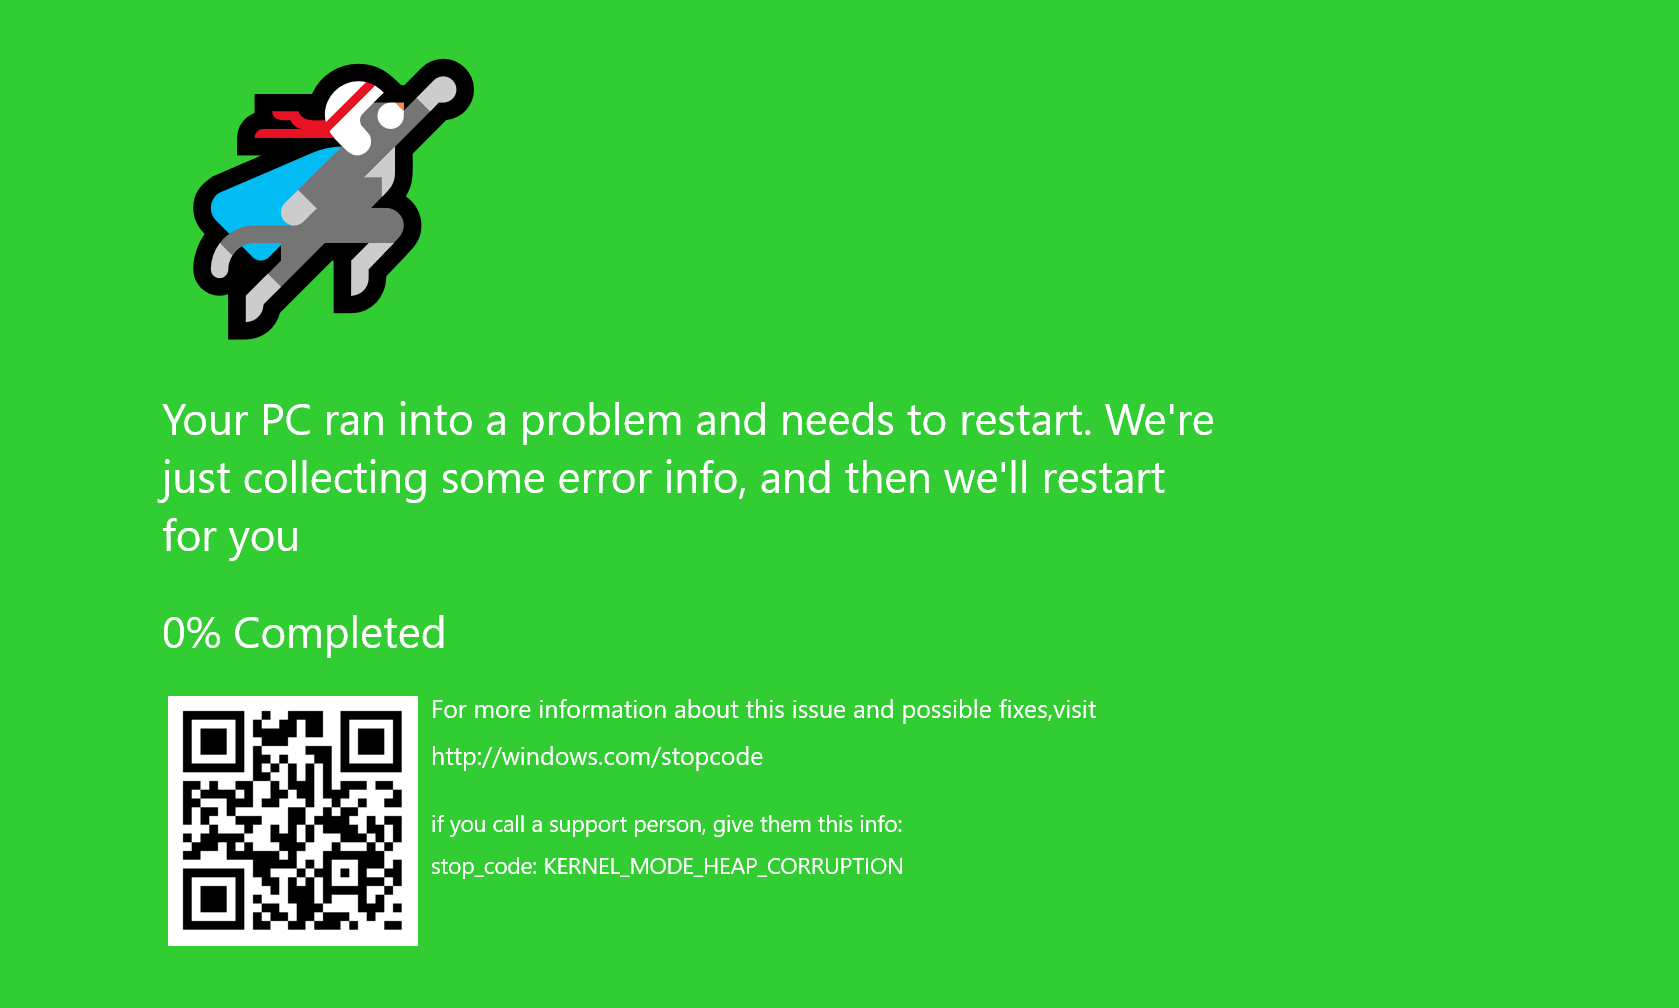 Your PC ran into a problem and needs to restart. We're
just collecting some error info, and then we'll restart
for you
0% Completed
For more information about this issue and possible fixes,visit
http://windows.com/stopcode
if you call a support person, give them this info:
stop_code: KERNEL_MODE_HEAP_CORRUPTION